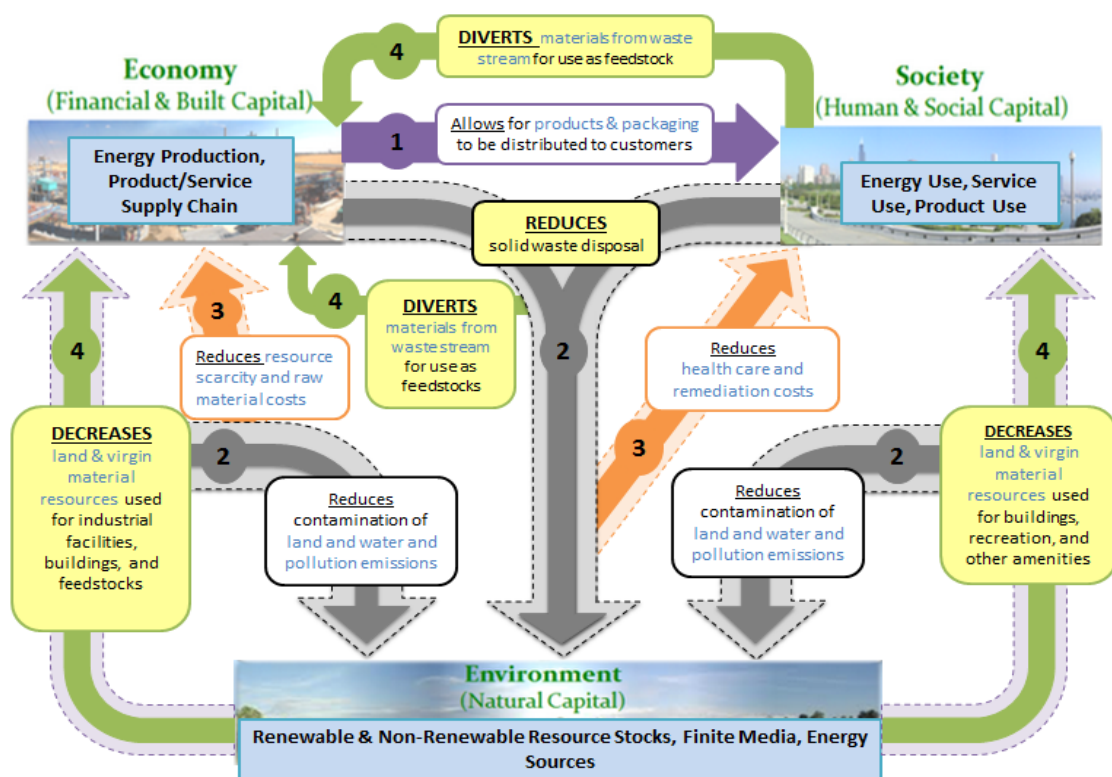 4
DIVERTS materials from waste
stream for use as feedstock
Economy
(Financial & Built Capital)
Society
(Human & Social Capital)
1
Allows for products & packaging
to be distributed to customers
Energy Production,
Product/Service
Supply Chain
Energy Use, Service
Use, Product Use
REDUCES
solid waste disposal
4
DIVERTS
materials from
waste stream
for use as
feedstocks
3
Reduces resource
scarcity and raw
material costs
2
Reduces
health care and
remediation costs
4
4
DECREASES
land & virgin
material
resources used
for industrial
facilities,
buildings, and
feedstocks
2
Reduces
contamination of
land and water and
pollution emissions
3
2
Reduces
contamination of
land and water and
pollution emissions
DECREASES
land & virgin
material
resources used
for buildings,
recreation, and
other amenities
Environment
(Natural Capital)
Renewable & Non-Renewable Resource Stocks, Finite Media, Energy
Sources